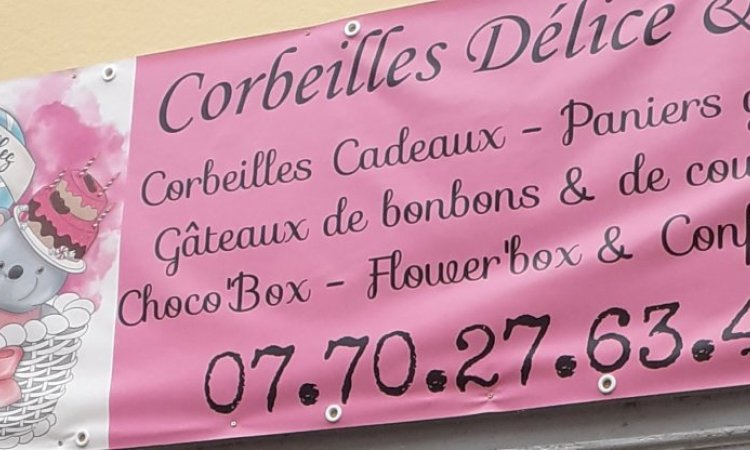 Corbeilles Délice &
Corbeilles Cadeaux - Paniers
Gâteaux de bonbons & de
Choco'Box - Flower'box &
07.70.27.63.